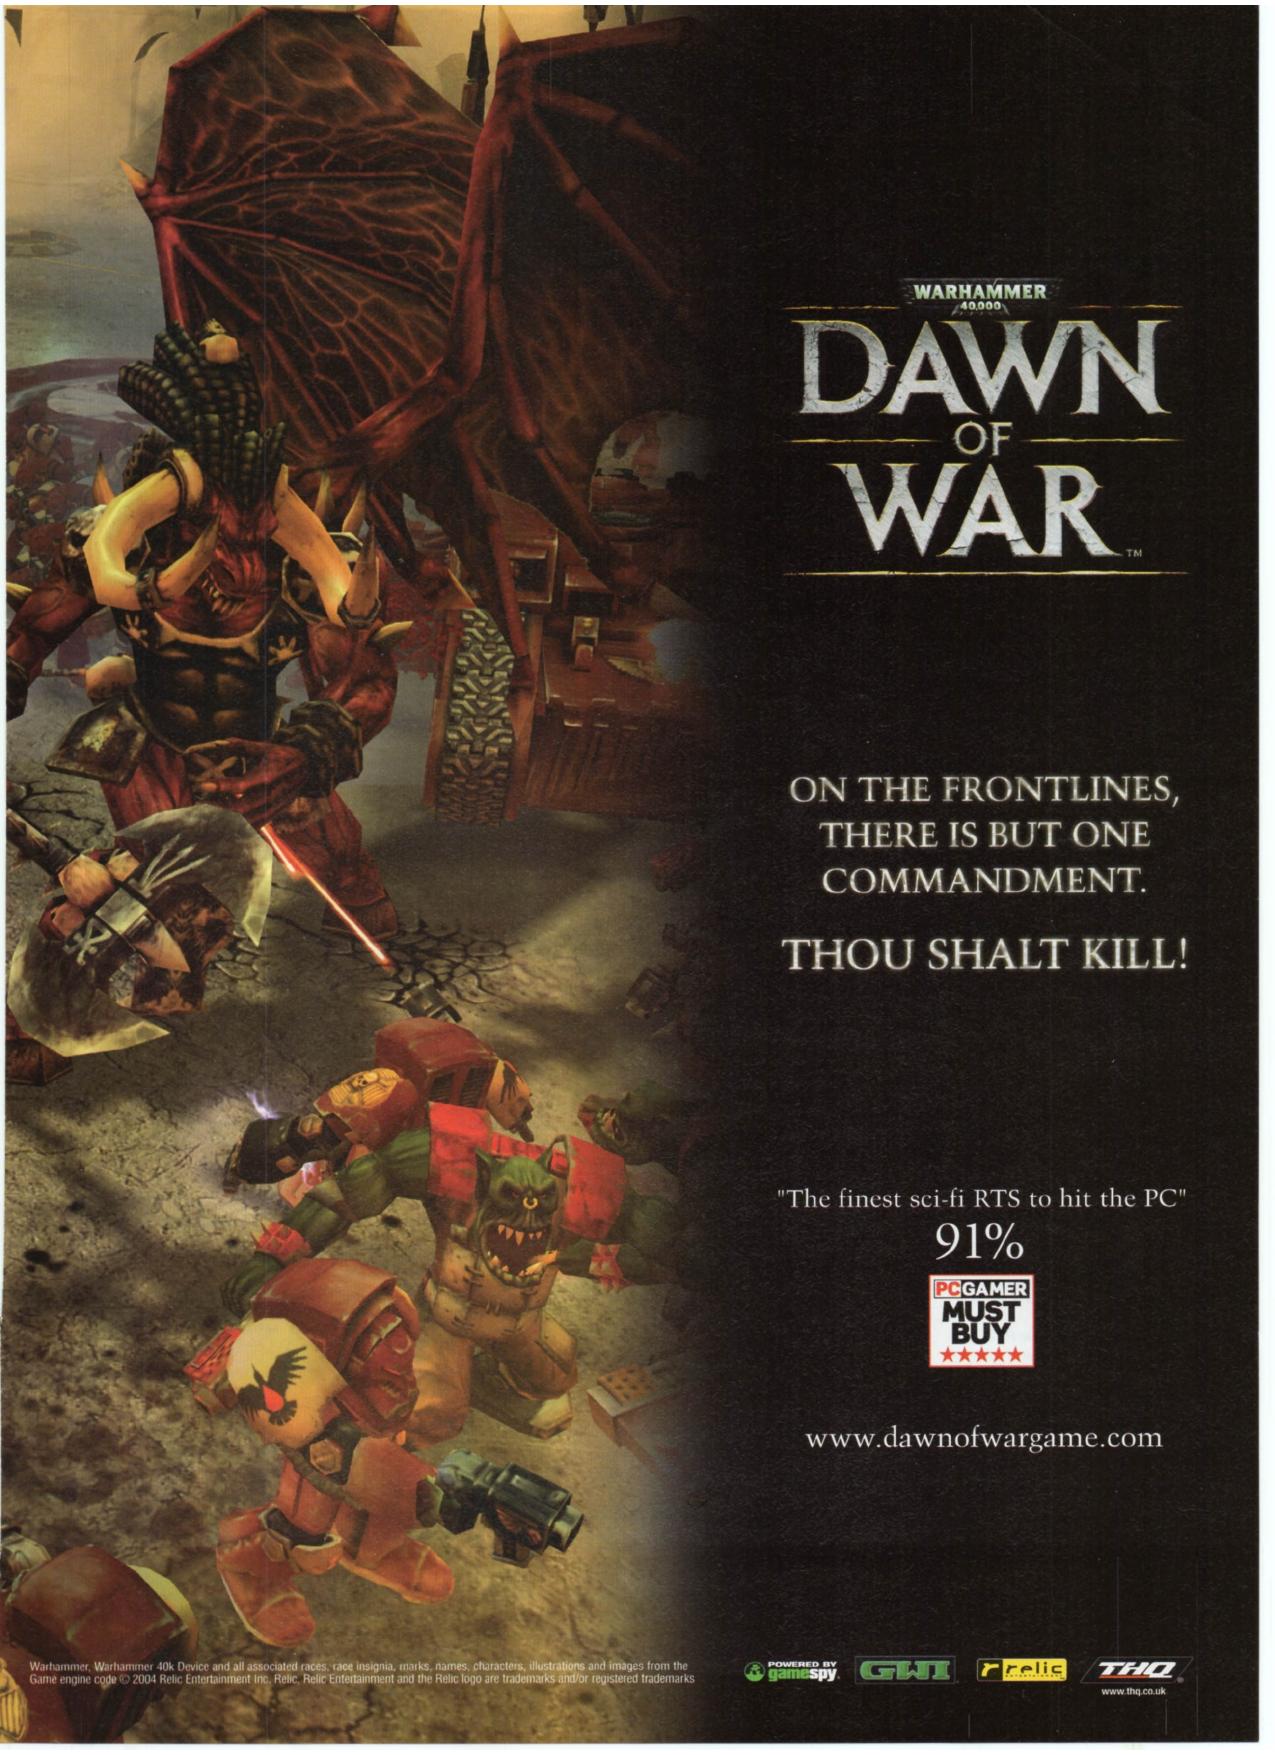 WARHAMMER
40,000
DAWN
OF
WAR ™
ON THE FRONTLINES,
THERE IS BUT ONE
COMMANDMENT.
THOU SHALT KILL!
"The finest sci-fi RTS to hit the PC"
91%
PC GAMER
MUST
BUY
www.dawnofwargame.com
Warhammer, Warhammer 40k Device and all associated races, race insignia, marks, names, characters, illustrations and images from the
Game engine code © 2004 Relic Entertainment Inc. Relic, Relic Entertainment and the Relic logo are trademarks and/or registered trademarks
POWERED BY
gamespy.
GWI
relic
ENTERTAINMENT
THQ
www.thq.co.uk